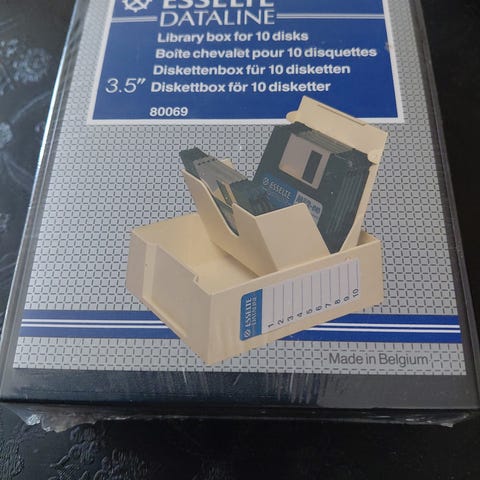 ESSELTE
DATALINE
Library box for 10 disks
Boîte chevalet pour 10 disquettes
Diskettenbox für 10 disketten
3.5" Diskettbox för 10 disketter
80069
ESSELTE
ESSELTE
DATALINE
1
2
3
4
5
6
7
8
9
10
Made in Belgium